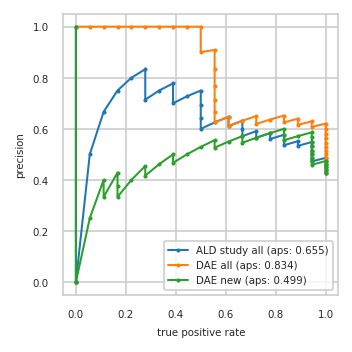 1.0
0.8
0.6
0.4
0.2
0.0
precision
ALD study all (aps: 0.655)
DAE all (aps: 0.834)
DAE new (aps: 0.499)
0.0 0.2 0.4 0.6 0.8 1.0
true positive rate